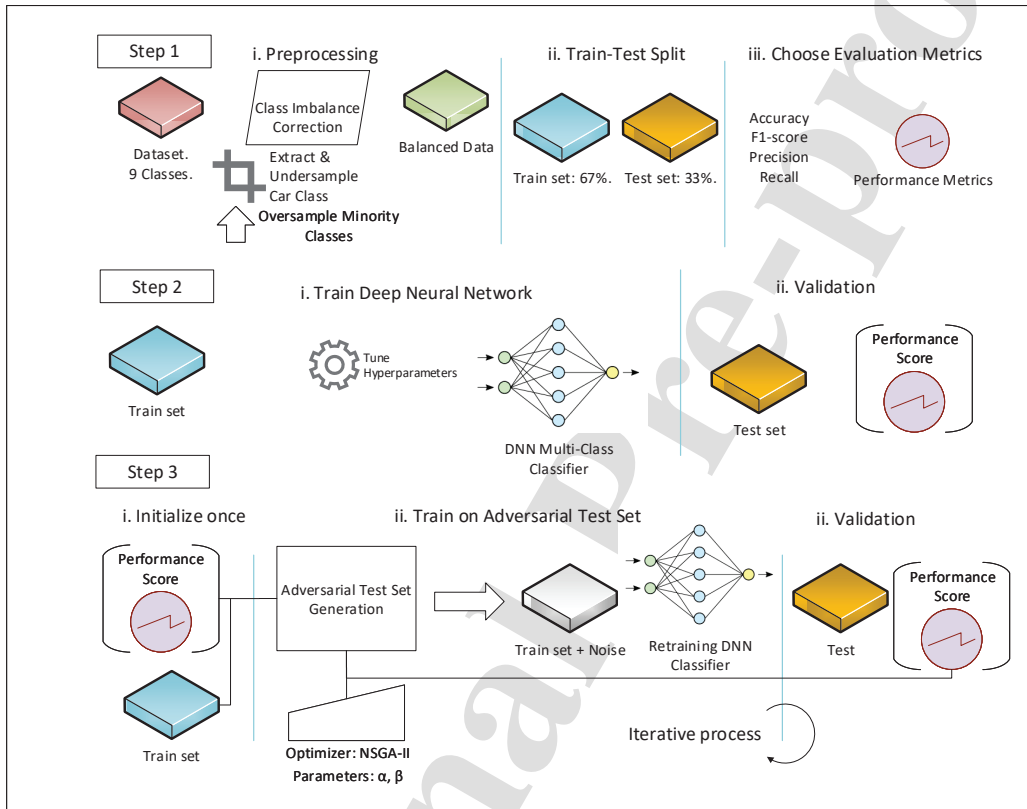 Step 1
i. Preprocessing
ii. Train-Test Split
iii. Choose Evaluation Metrics
Class Imbalance
Correction
Dataset.
9 Classes.
Extract &
Undersample
Car Class
Oversample Minority
Classes
Balanced Data
Train set: 67%.
Test set: 33%.
Accuracy
F1-score
Precision
Recall
Performance Metrics
Step 2
i. Train Deep Neural Network
ii. Validation
Train set
Tune
Hyperparameters
DNN Multi-Class
Classifier
Test set
Performance
Score
Step 3
i. Initialize once
ii. Train on Adversarial Test Set
ii. Validation
Performance
Score
Train set
Adversarial Test Set
Generation
Optimizer: NSGA-II
Parameters: α, β
Train set + Noise
Retraining DNN
Classifier
Test
Performance
Score
Iterative process
nal Pre-pro